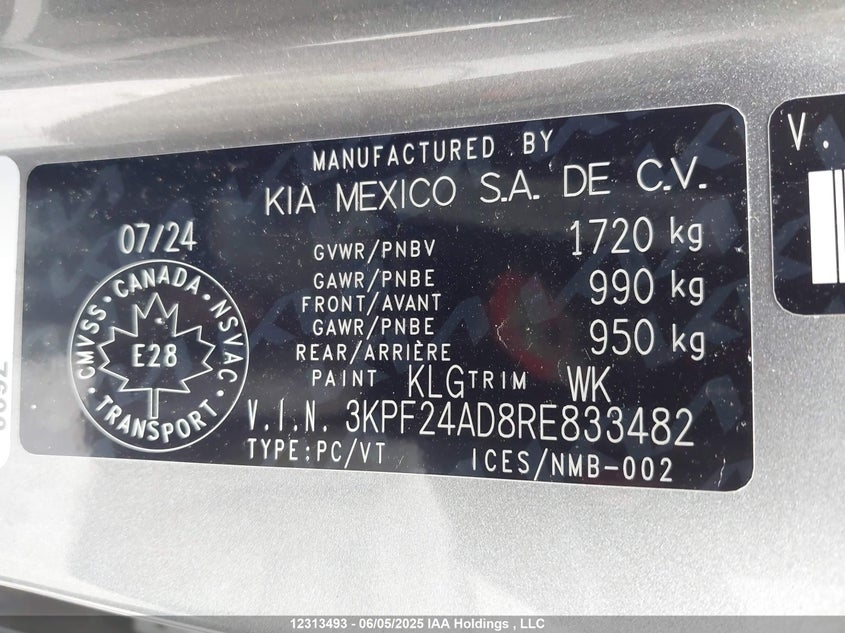 MANUFACTURED BY
KIA MEXICO S.A. DE C.V.
07/24
GVWR/PNBV 1720 kg
GAWR/PNBE
FRONT/AVANT 990 kg
GAWR/PNBE
REAR/ARRIÈRE 950 kg
PAINT KLG TRIM WK
V.I.N. 3KPF24AD8RE833482
TYPE:PC/VT ICES/NMB-002
CMVSS · CANADA · NSVAC
E28
TRANSPORT
V.
12313493 - 06/05/2025 IAA Holdings , LLC